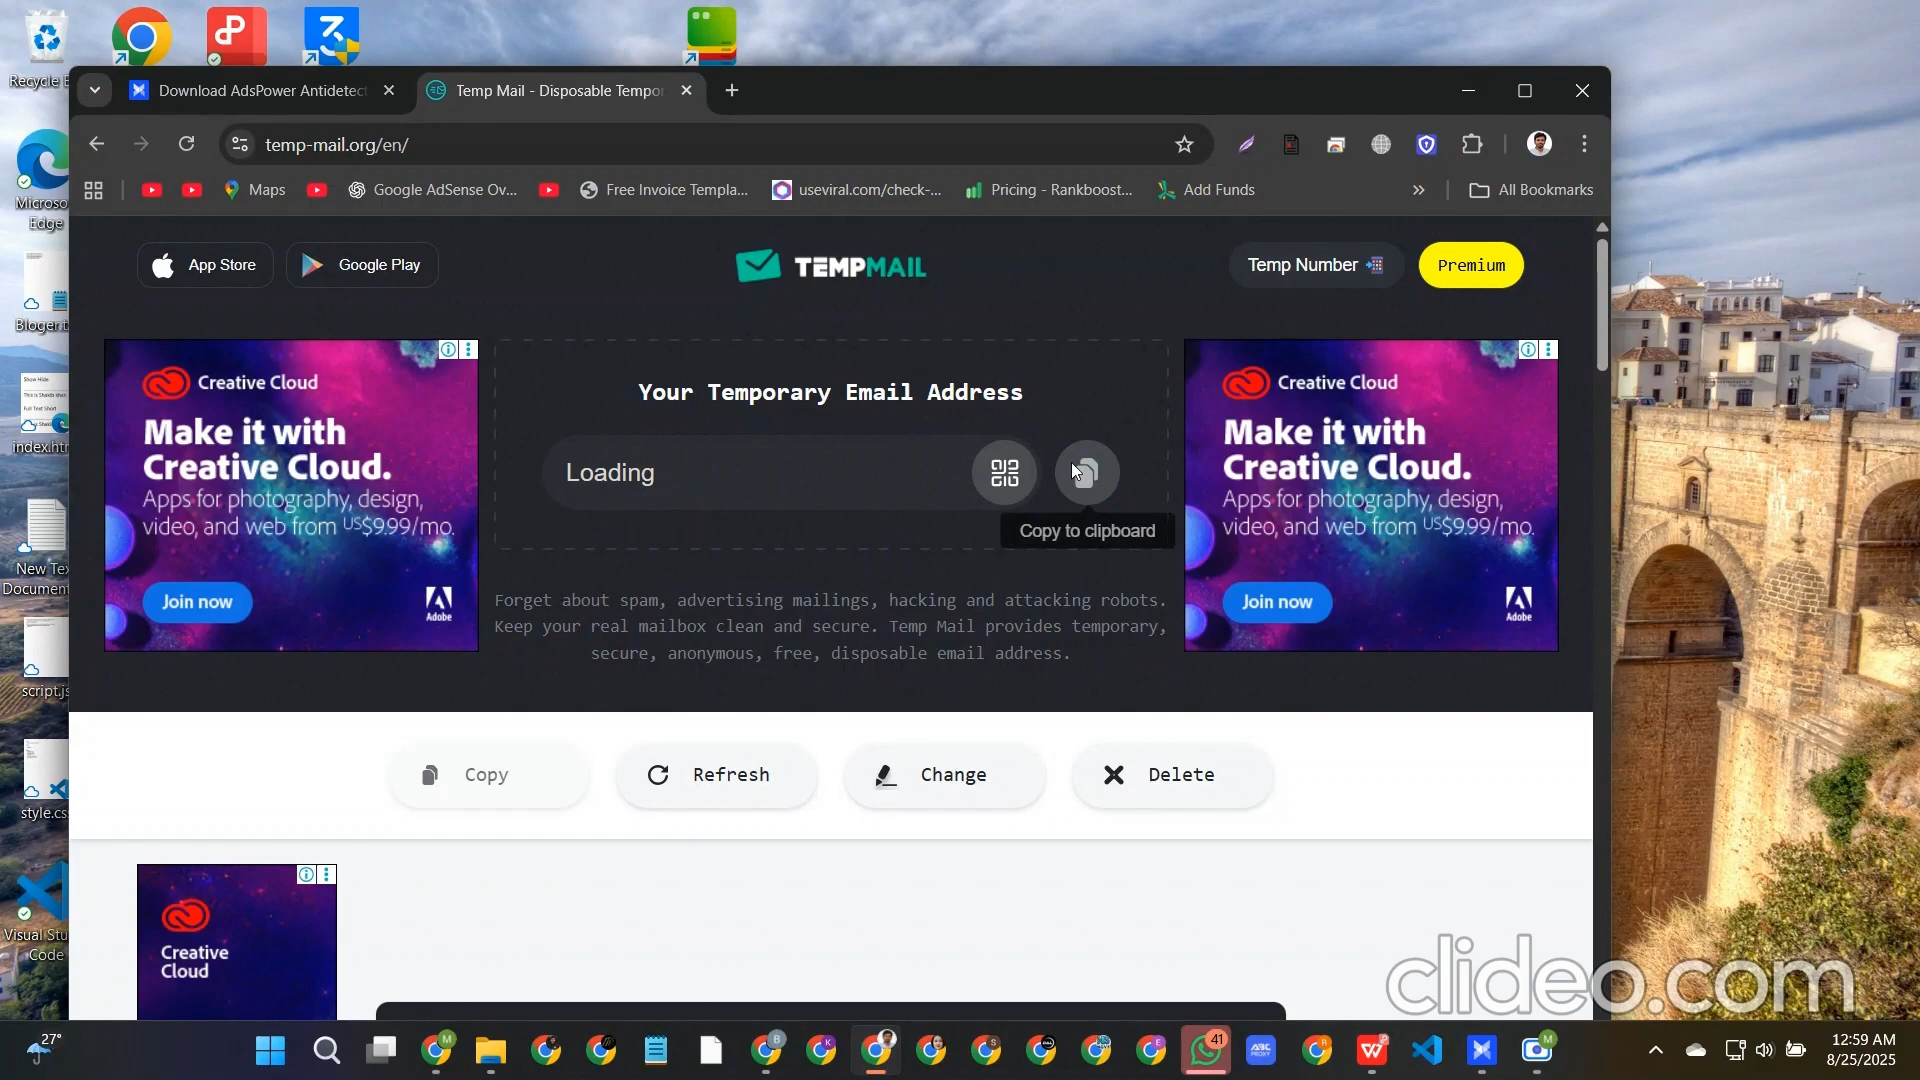 Recycle B
Download AdsPower Antidetect
Temp Mail - Disposable Tempor
temp-mail.org/en/
Maps
Google AdSense Ov...
Free Invoice Templa...
useviral.com/check-...
Pricing - Rankboost...
Add Funds
All Bookmarks
App Store
Google Play
TEMPMAIL
Temp Number
Premium
Creative Cloud
Make it with
Creative Cloud.
Apps for photography, design,
video, and web from US$9.99/mo.
Join now
Adobe
Your Temporary Email Address
Loading
Copy to clipboard
Forget about spam, advertising mailings, hacking and attacking robots.
Keep your real mailbox clean and secure. Temp Mail provides temporary,
secure, anonymous, free, disposable email address.
Creative Cloud
Make it with
Creative Cloud.
Apps for photography, design,
video, and web from US$9.99/mo.
Join now
Adobe
Copy
Refresh
Change
Delete
Creative
Cloud
Microso
Edge
Blogent
index.htm
New Tex
Document
script.js
style.css
Visual Stu
Code
clideo.com
27°
41
12:59 AM
8/25/2025